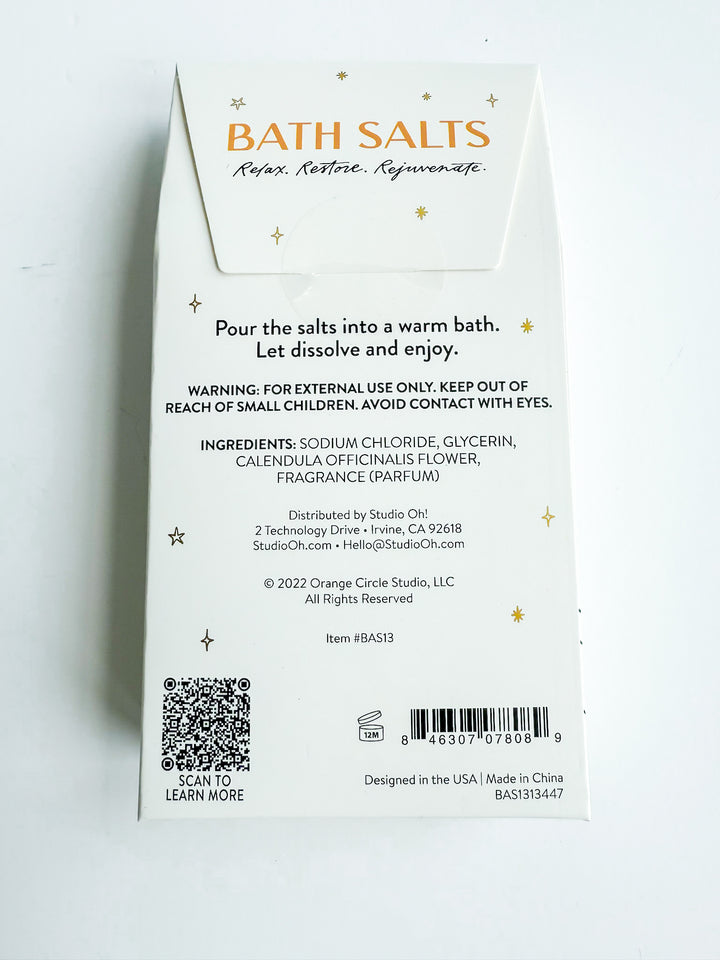 BATH SALTS
Relax. Restore. Rejuvenate.
Pour the salts into a warm bath.
Let dissolve and enjoy.
WARNING: FOR EXTERNAL USE ONLY. KEEP OUT OF
REACH OF SMALL CHILDREN. AVOID CONTACT WITH EYES.
INGREDIENTS: SODIUM CHLORIDE, GLYCERIN,
CALENDULA OFFICINALIS FLOWER,
FRAGRANCE (PARFUM)
Distributed by Studio Oh!
2 Technology Drive • Irvine, CA 92618
StudioOh.com • Hello@StudioOh.com
© 2022 Orange Circle Studio, LLC
All Rights Reserved
Item #BAS13
SCAN TO
LEARN MORE
12M
8 46307 07808 9
Designed in the USA | Made in China
BAS1313447